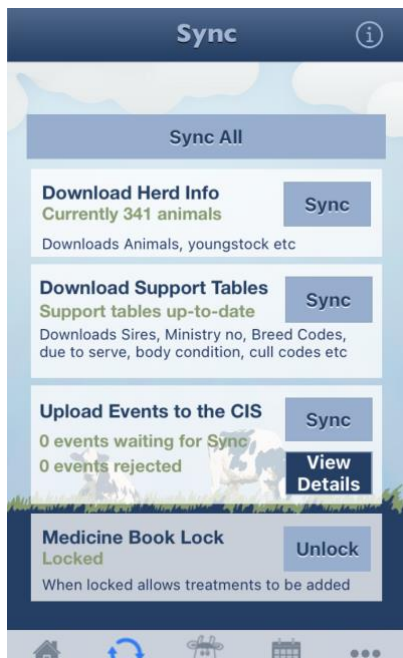 Sync
Sync All
Download Herd Info
Currently 341 animals
Sync
Downloads Animals, youngstock etc
Download Support Tables
Support tables up-to-date
Sync
Downloads Sires, Ministry no, Breed Codes,
due to serve, body condition, cull codes etc
Upload Events to the CIS
Sync
0 events waiting for Sync
0 events rejected
View
Details
Medicine Book Lock
Locked
Unlock
When locked allows treatments to be added